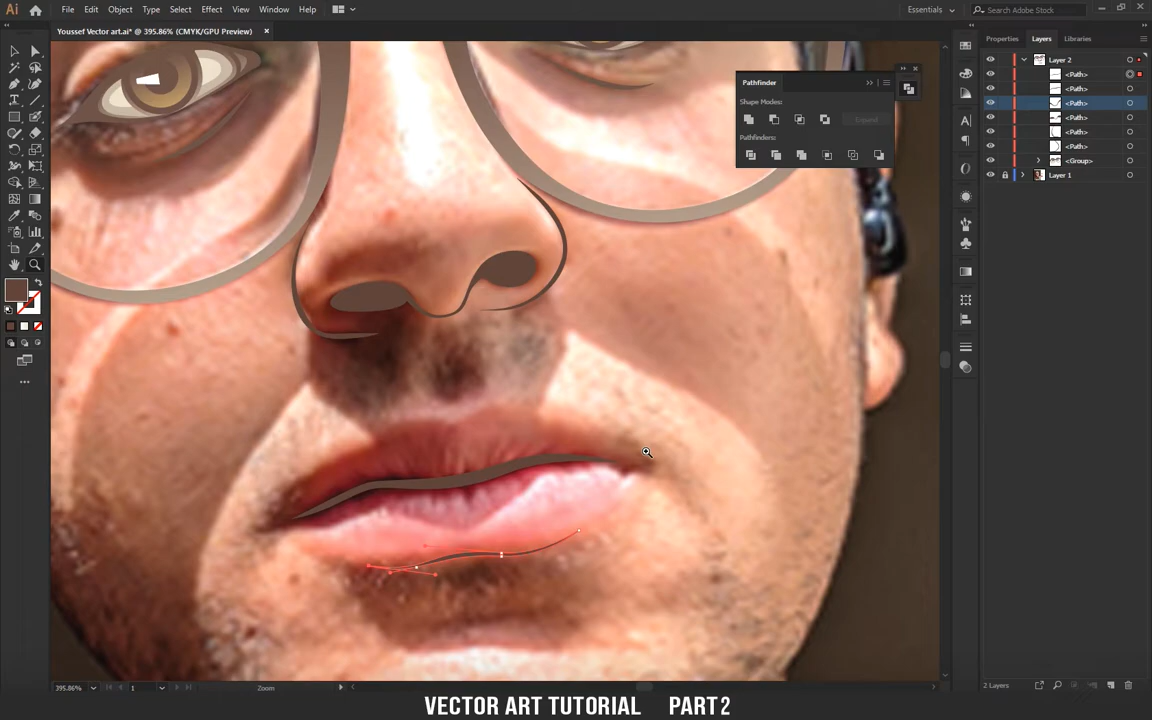 Ai File Edit Object Type Select Effect View Window Help Essentials Search Adobe Stock
Youssef Vector art.ai* @ 395.86% (CMYK/GPU Preview)
Properties Layers Libraries
Layer 2
<Path>
<Path>
<Path>
<Path>
<Path>
<Path>
<Group>
Layer 1
Pathfinder
Shape Modes:
Expand
Pathfinders:
395.86% 1 Zoom
2 Layers
VECTOR ART TUTORIAL PART 2